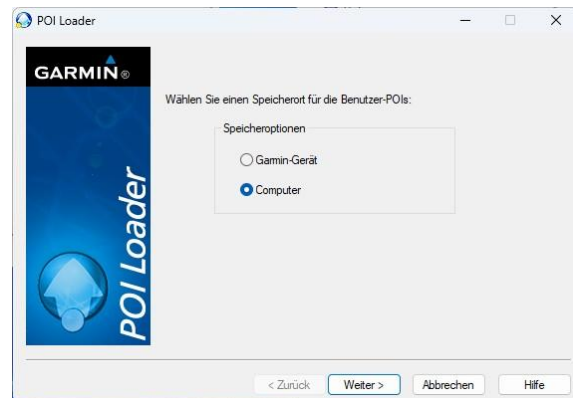 POI Loader
GARMIN®
POI Loader
Wählen Sie einen Speicherort für die Benutzer-POIs:
Speicheroptionen
Garmin-Gerät
Computer
< Zurück
Weiter >
Abbrechen
Hilfe